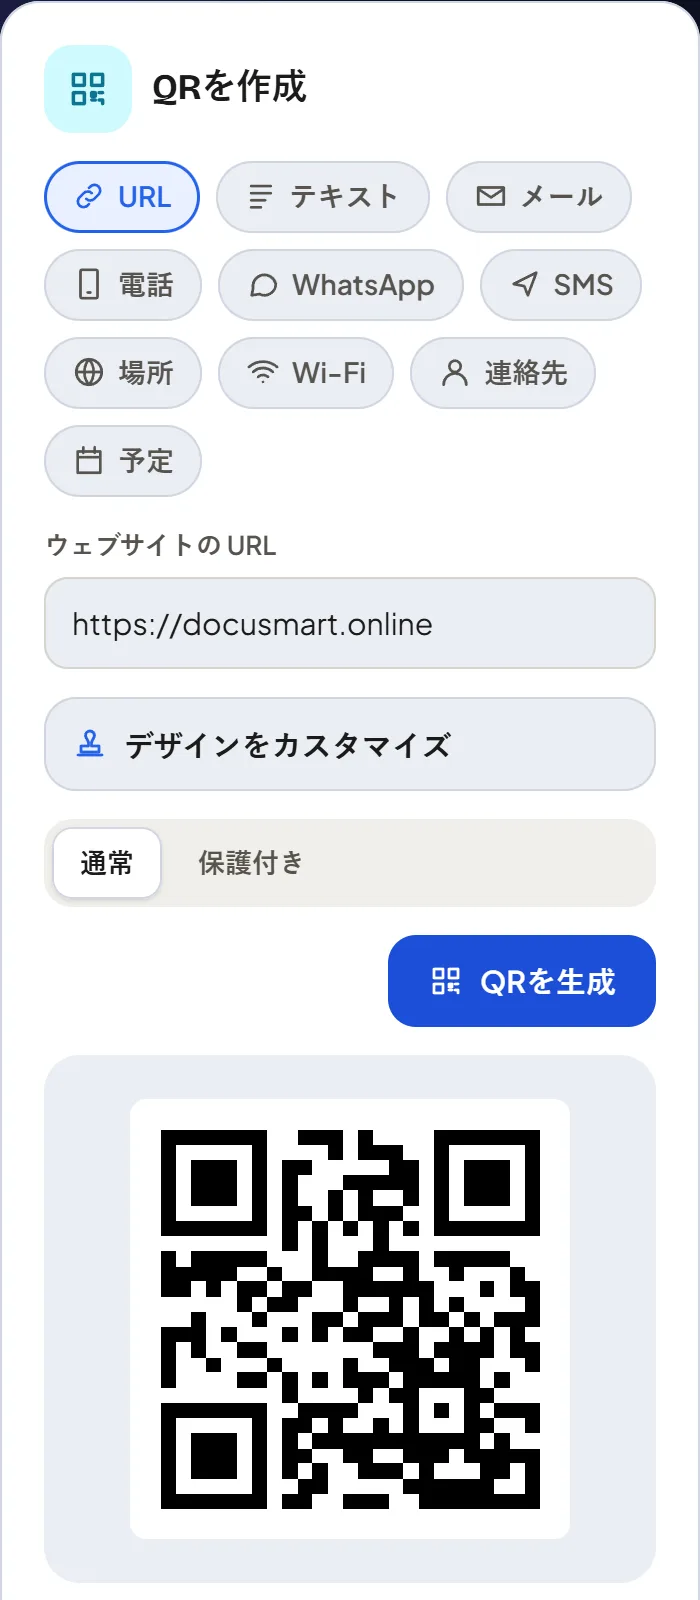 QRを作成
URL テキスト メール
電話 WhatsApp SMS
場所 Wi-Fi 連絡先
予定
ウェブサイトの URL
https://docusmart.online
デザインをカスタマイズ
通常 保護付き
QRを生成